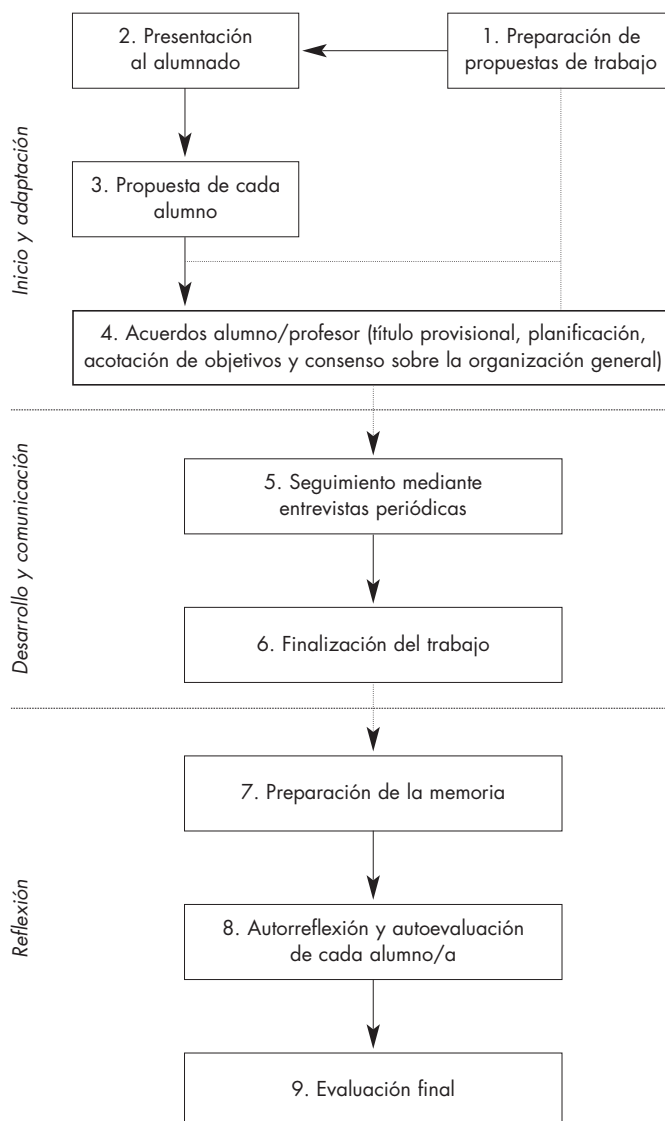 2. Presentación
al alumnado
1. Preparación de
propuestas de trabajo
3. Propuesta de cada
alumno
Inicio y adaptación
4. Acuerdos alumno/profesor (título provisional, planificación,
acotación de objetivos y consenso sobre la organización general)
5. Seguimiento mediante
entrevistas periódicas
Desarrollo y comunicación
6. Finalización del trabajo
7. Preparación de la memoria
8. Autorreflexión y autoevaluación
de cada alumno/a
Reflexión
9. Evaluación final